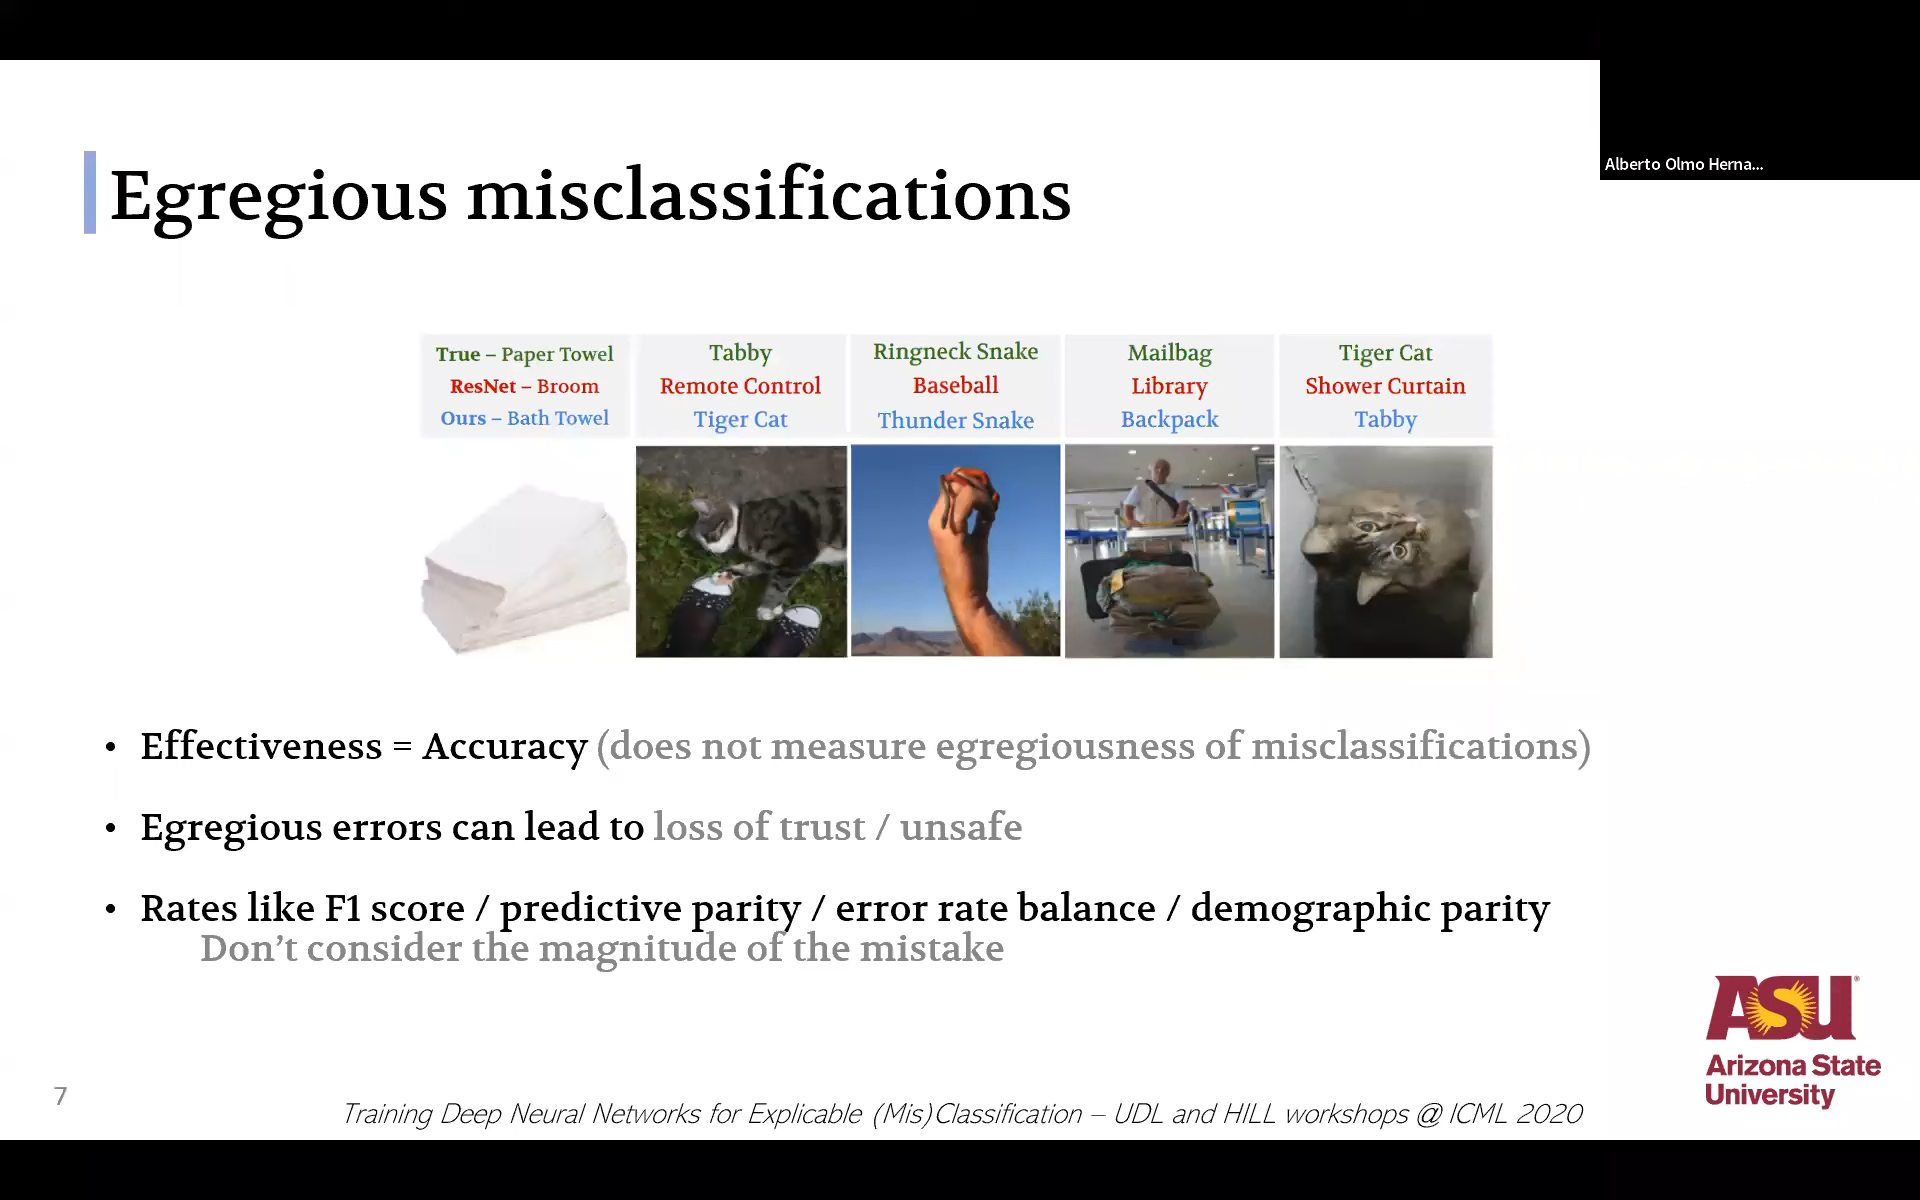 Alberto Olmo Herna...
Egregious misclassifications
True – Paper Towel
ResNet – Broom
Ours – Bath Towel
Tabby
Remote Control
Tiger Cat
Ringneck Snake
Baseball
Thunder Snake
Mailbag
Library
Backpack
Tiger Cat
Shower Curtain
Tabby
• Effectiveness = Accuracy (does not measure egregiousness of misclassifications)
• Egregious errors can lead to loss of trust / unsafe
• Rates like F1 score / predictive parity / error rate balance / demographic parity
Don’t consider the magnitude of the mistake
ASU
Arizona State
University
7
Training Deep Neural Networks for Explicable (Mis)Classification – UDL and HILL workshops @ ICML 2020